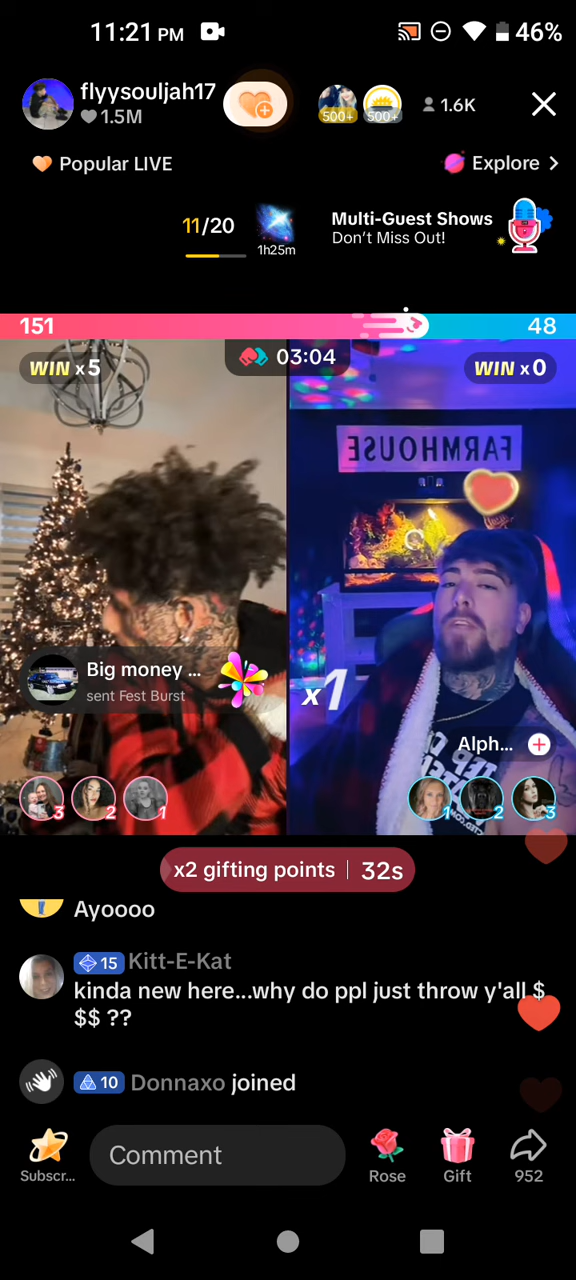 11:21 PM
46%
flyysouljah17
1.5M
500+
500+
1.6K
Popular LIVE
Explore
11/20
1h25m
Multi-Guest Shows
Don't Miss Out!
151
48
WIN x5
03:04
WIN x0
FARMHOUSE
Big money ...
sent Fest Burst
x1
Alph...
3
2
1
1
2
3
x2 gifting points
32s
Ayoooo
15 Kitt-E-Kat
kinda new here...why do ppl just throw y'all $
$$ ??
10 Donnaxo joined
Subscr...
Comment
Rose
Gift
952